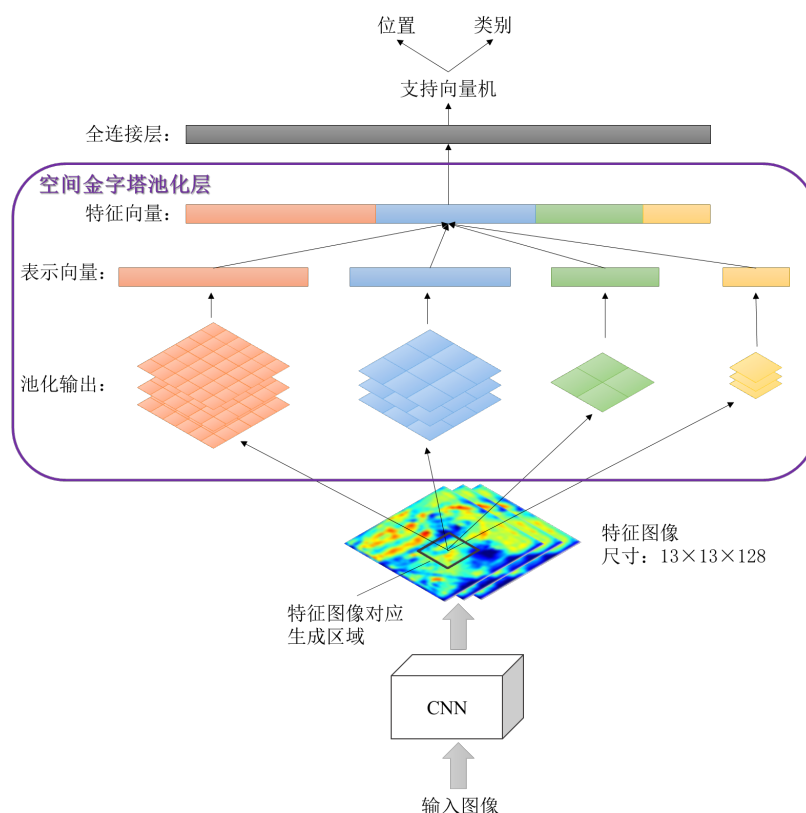 位置
类别
支持向量机
全连接层：
空间金字塔池化层
特征向量：
表示向量：
池化输出：
特征图像
尺寸：13×13×128
特征图像对应
生成区域
CNN
输入图像